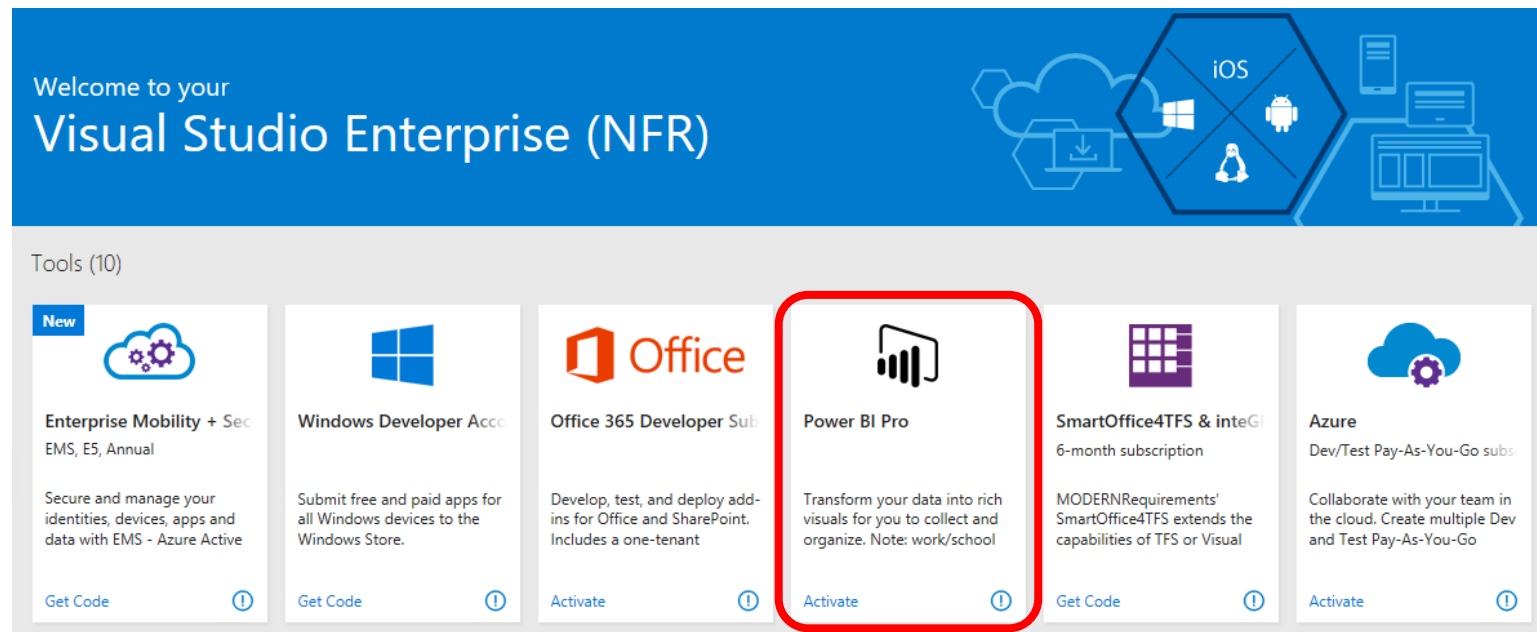 Welcome to your
Visual Studio Enterprise (NFR)
iOS
Tools (10)
New
Enterprise Mobility + Sec
EMS, E5, Annual
Secure and manage your
identities, devices, apps and
data with EMS - Azure Active
Get Code
Windows Developer Acco
Submit free and paid apps for
all Windows devices to the
Windows Store.
Get Code
Office
Office 365 Developer Sub
Develop, test, and deploy add-
ins for Office and SharePoint.
Includes a one-tenant
Activate
Power BI Pro
Transform your data into rich
visuals for you to collect and
organize. Note: work/school
Activate
SmartOffice4TFS & inteG
6-month subscription
MODERNRequirements'
SmartOffice4TFS extends the
capabilities of TFS or Visual
Get Code
Azure
Dev/Test Pay-As-You-Go subs
Collaborate with your team in
the cloud. Create multiple Dev
and Test Pay-As-You-Go
Activate